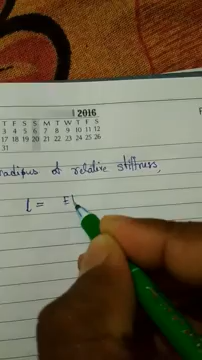 2016
T F S S M T W T F S
3 4 5 6 7 8 9 10 11 12
17 18 19 20 21 22 23 24 25 26
31
radius of relative stiffness,
l = Eh